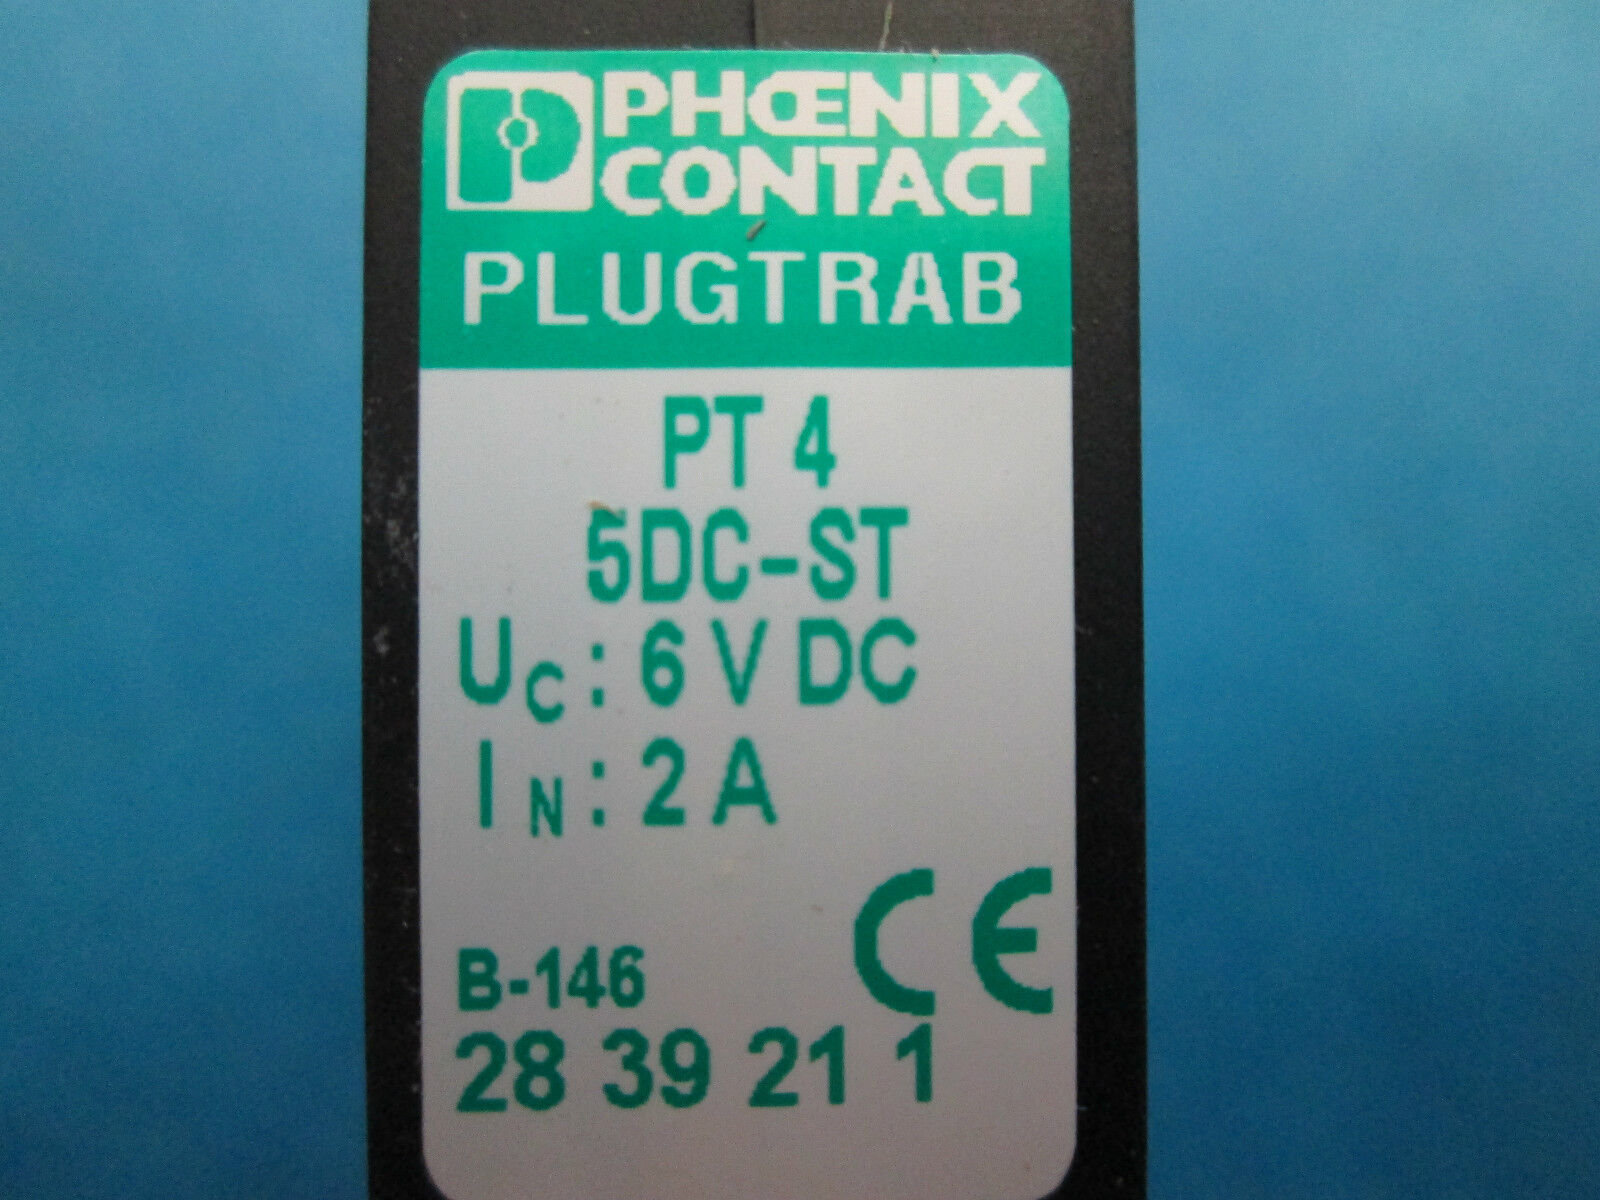 PHŒNIX
CONTACT
PLUGTRAB
PT 4
5DC-ST
UC: 6 V DC
IN: 2 A
CE
B-146
28 39 21 1